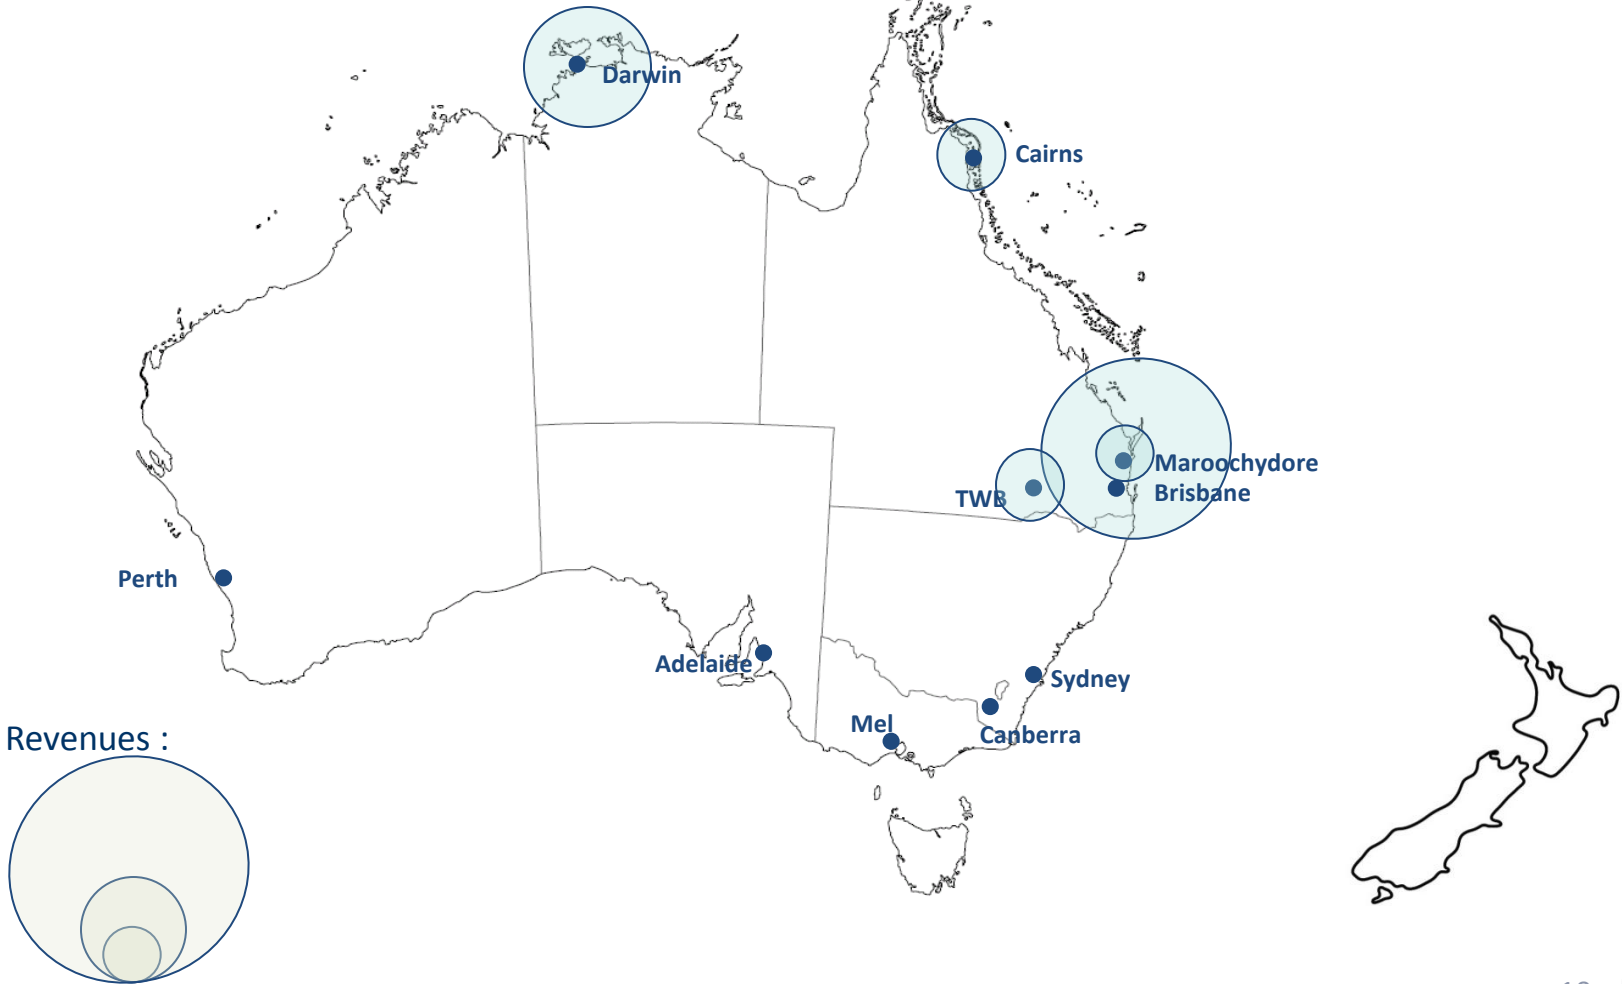 Darwin
Cairns
Maroochydore
TWB
Brisbane
Perth
Adelaide
Sydney
Mel
Canberra
Revenues :